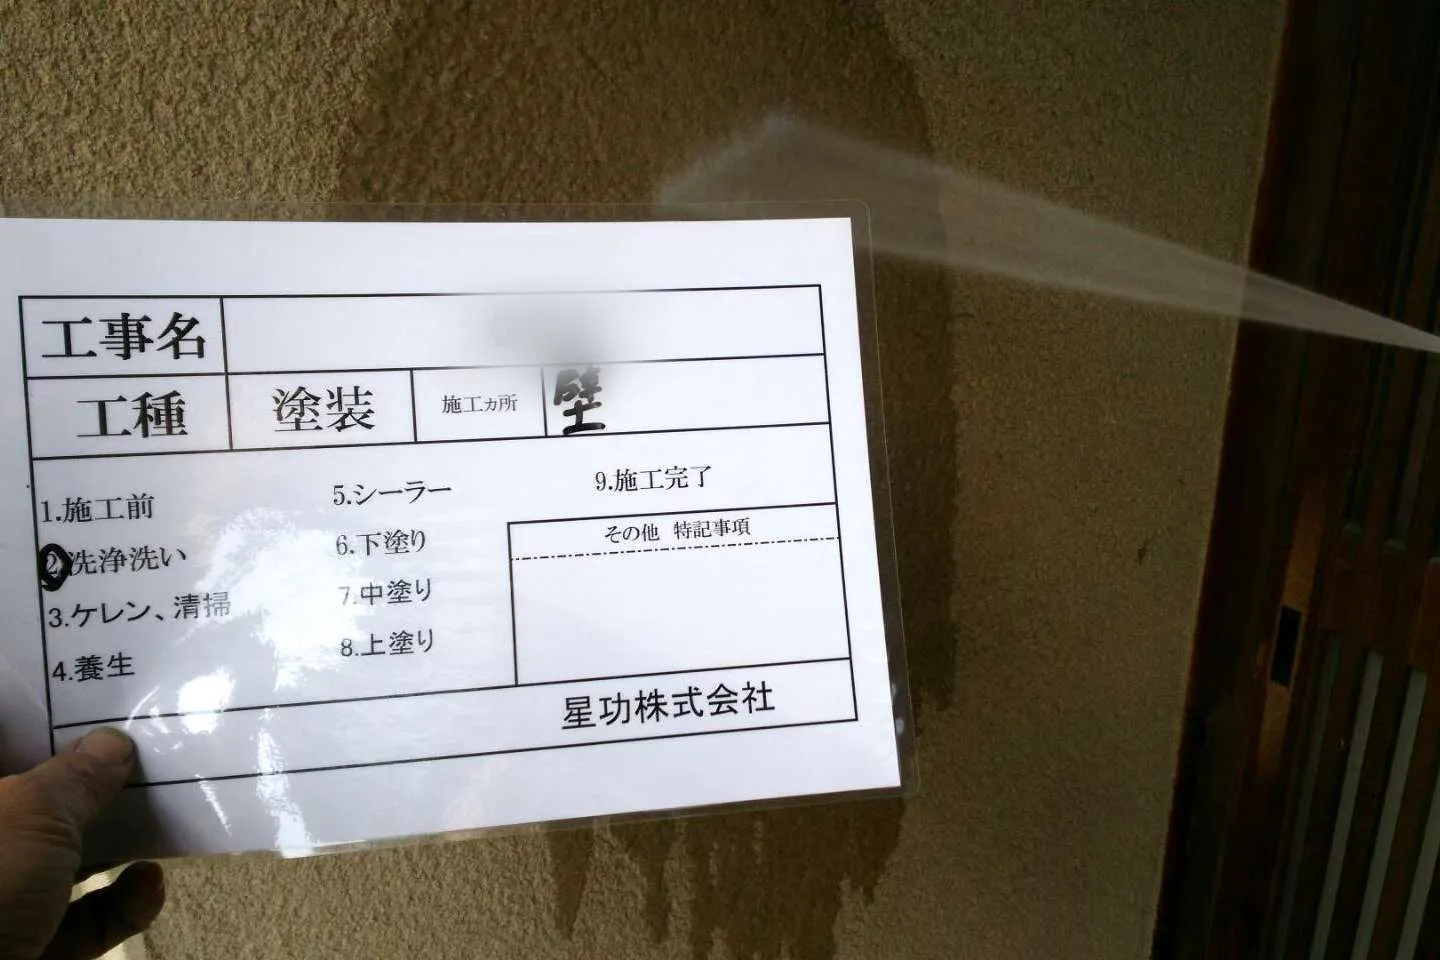 工事名
工種 塗装 施工カ所 壁
1.施工前
2.洗浄洗い
3.ケレン、清掃
4.養生
5.シーラー
6.下塗り
7.中塗り
8.上塗り
9.施工完了
その他 特記事項
星功株式会社